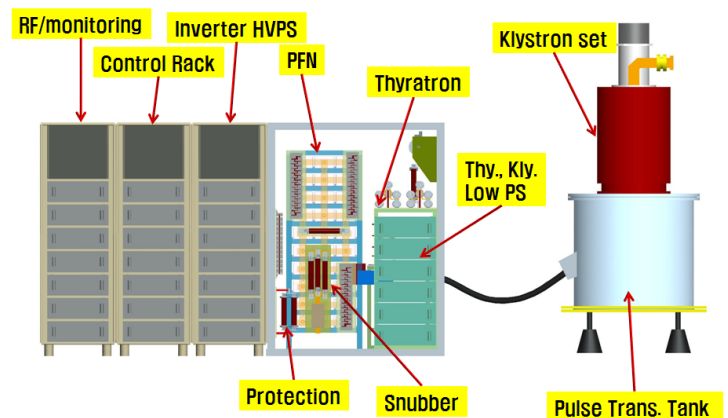 RF/monitoring
Inverter HVPS
Control Rack
PFN
Thyratron
Klystron set
Thy., Kly.
Low PS
Protection
Snubber
Pulse Trans. Tank